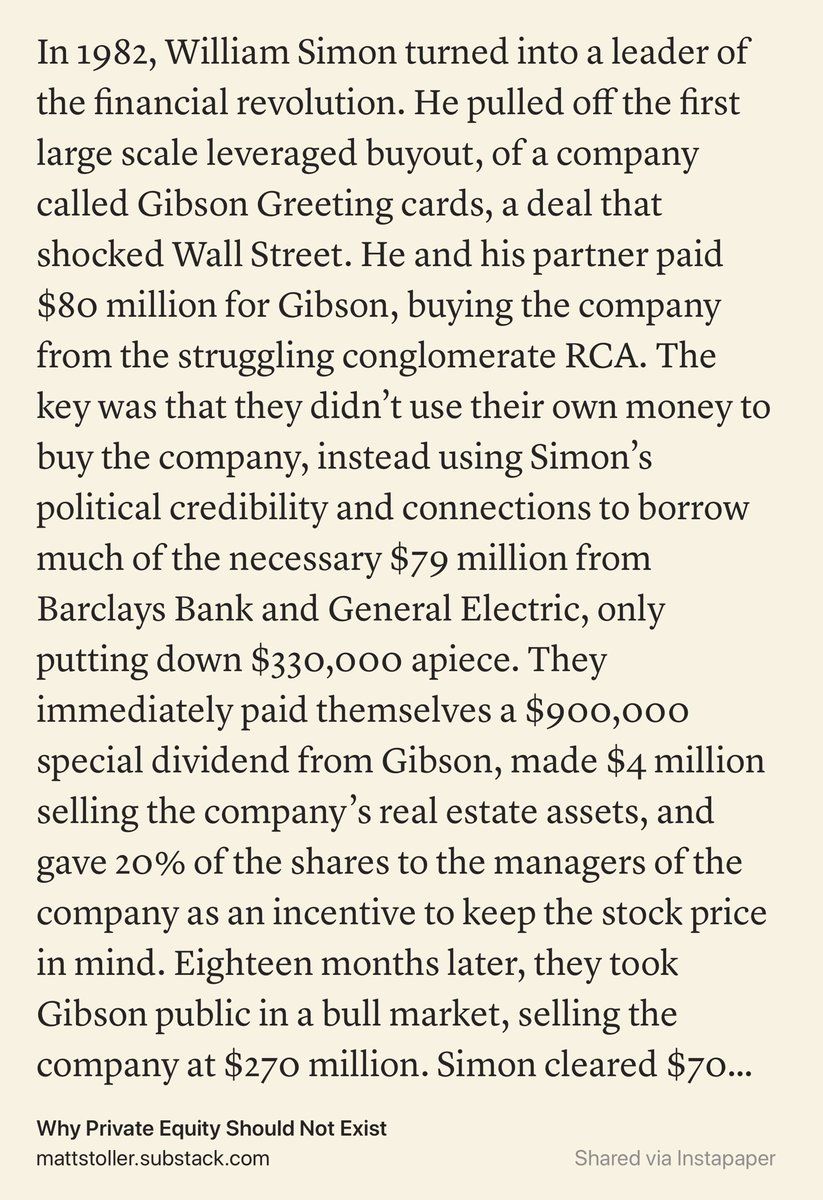 In 1982, William Simon turned into a leader of
the financial revolution. He pulled off the first
large scale leveraged buyout, of a company
called Gibson Greeting cards, a deal that
shocked Wall Street. He and his partner paid
$80 million for Gibson, buying the company
from the struggling conglomerate RCA. The
key was that they didn’t use their own money to
buy the company, instead using Simon’s
political credibility and connections to borrow
much of the necessary $79 million from
Barclays Bank and General Electric, only
putting down $330,000 apiece. They
immediately paid themselves a $900,000
special dividend from Gibson, made $4 million
selling the company’s real estate assets, and
gave 20% of the shares to the managers of the
company as an incentive to keep the stock price
in mind. Eighteen months later, they took
Gibson public in a bull market, selling the
company at $270 million. Simon cleared $70...
Why Private Equity Should Not Exist
mattstoller.substack.com
Shared via Instapaper